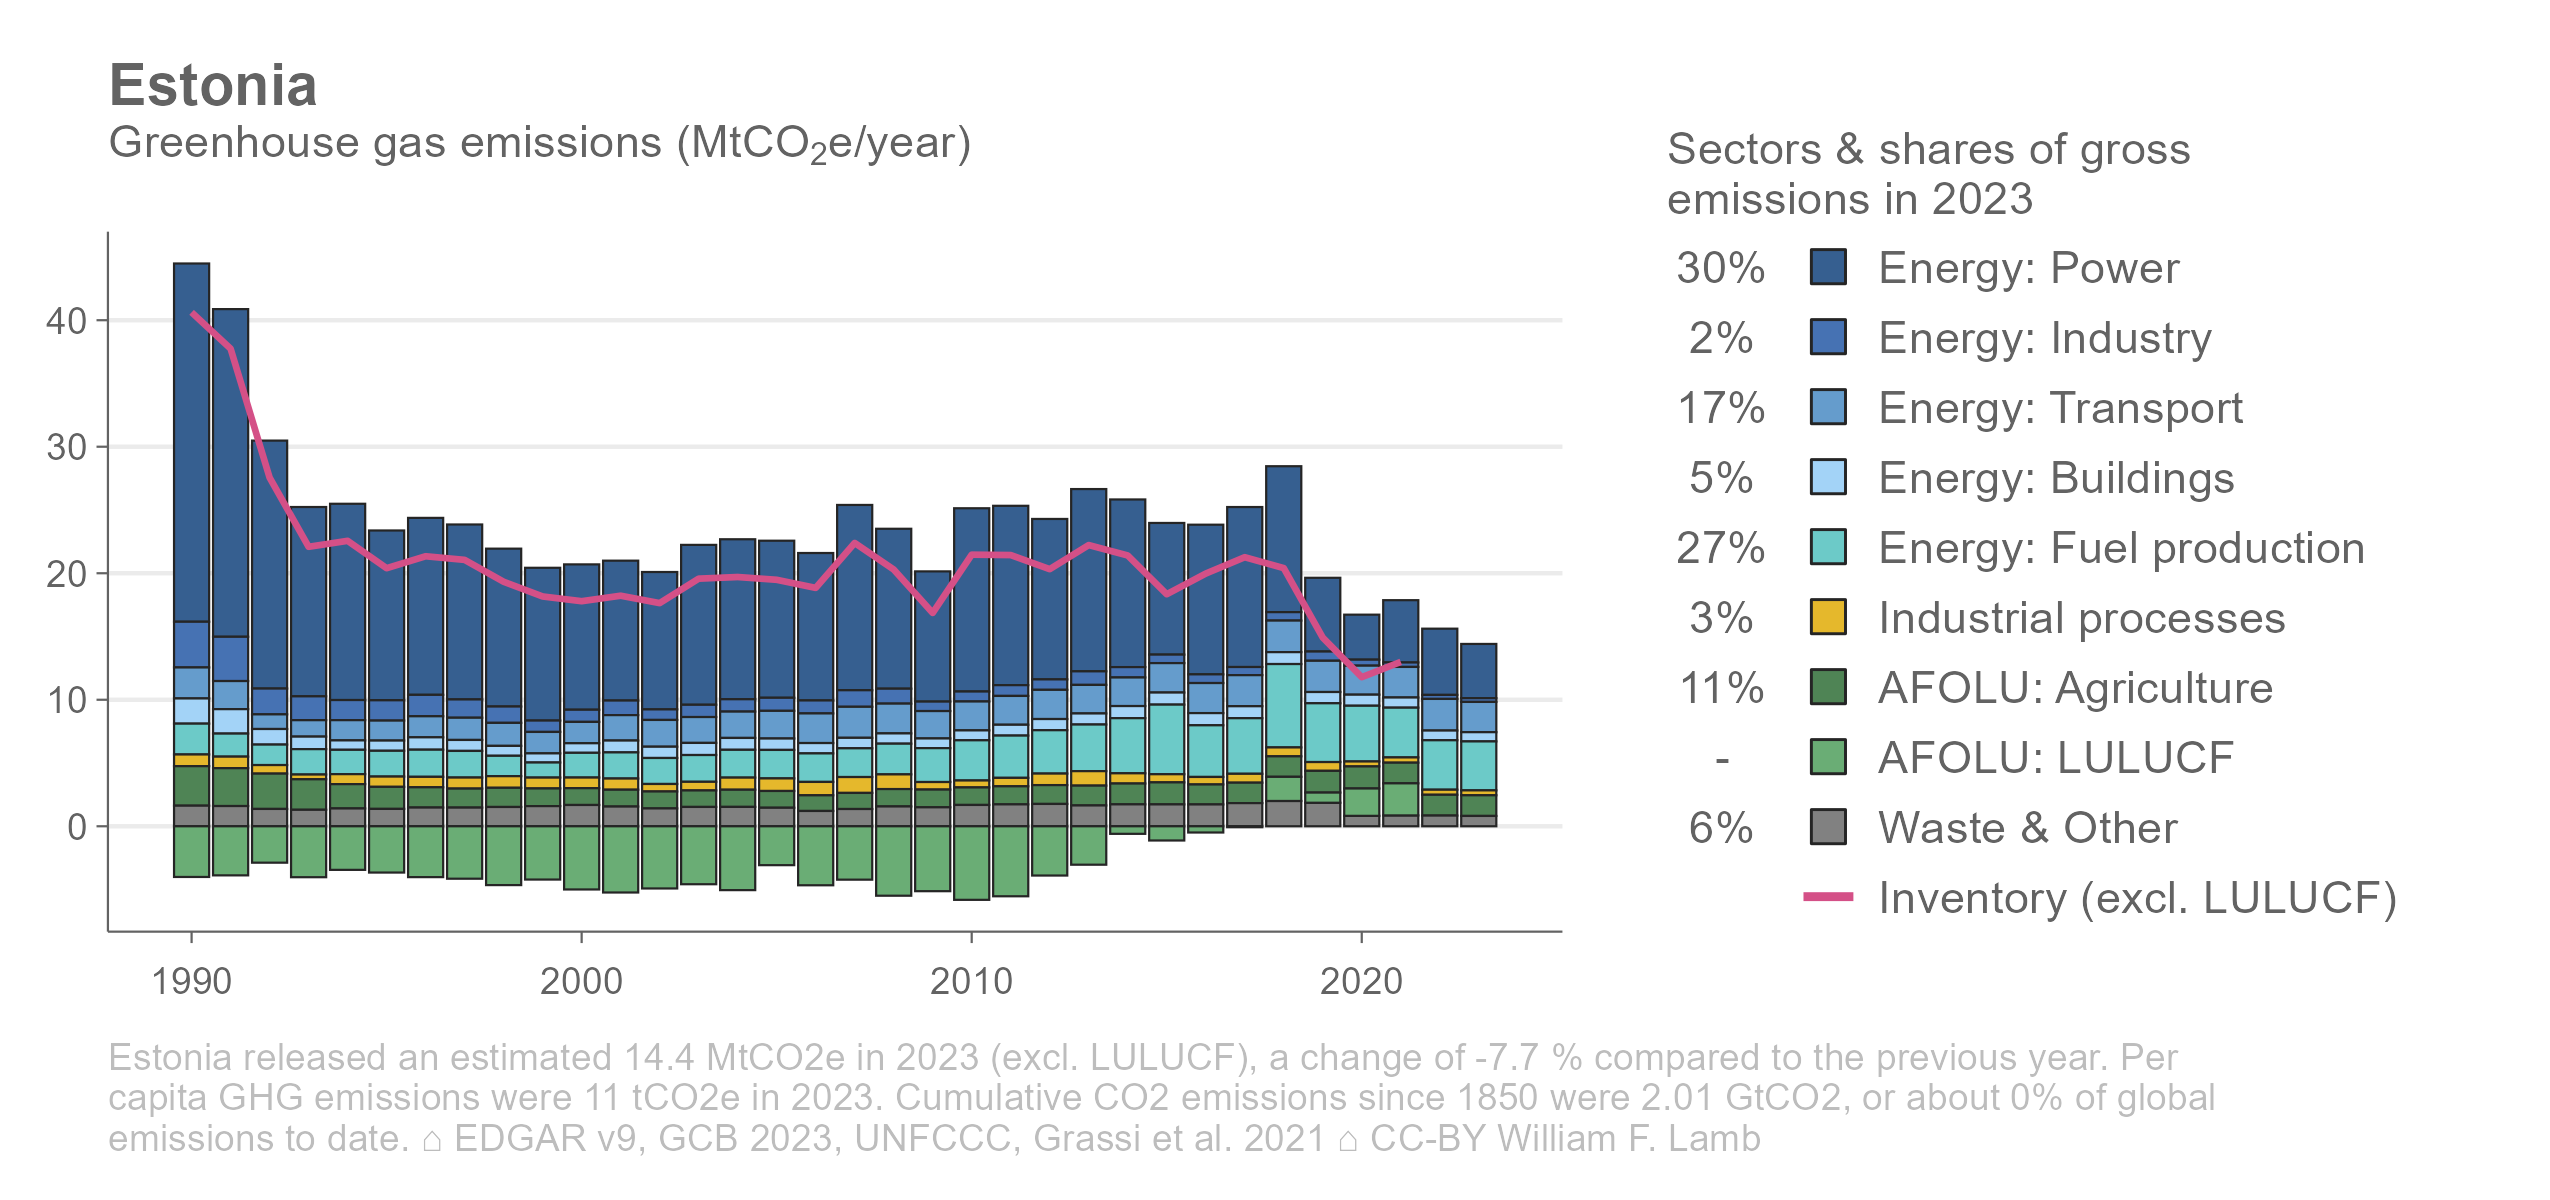 Estonia
Greenhouse gas emissions (MtCO₂e/year)
Sectors & shares of gross
emissions in 2023
30% Energy: Power
2% Energy: Industry
17% Energy: Transport
5% Energy: Buildings
27% Energy: Fuel production
3% Industrial processes
11% AFOLU: Agriculture
- AFOLU: LULUCF
6% Waste & Other
Inventory (excl. LULUCF)
40
30
20
10
0
1990 2000 2010 2020
Estonia released an estimated 14.4 MtCO2e in 2023 (excl. LULUCF), a change of -7.7 % compared to the previous year. Per
capita GHG emissions were 11 tCO2e in 2023. Cumulative CO2 emissions since 1850 were 2.01 GtCO2, or about 0% of global
emissions to date. ⌂ EDGAR v9, GCB 2023, UNFCCC, Grassi et al. 2021 ⌂ CC-BY William F. Lamb